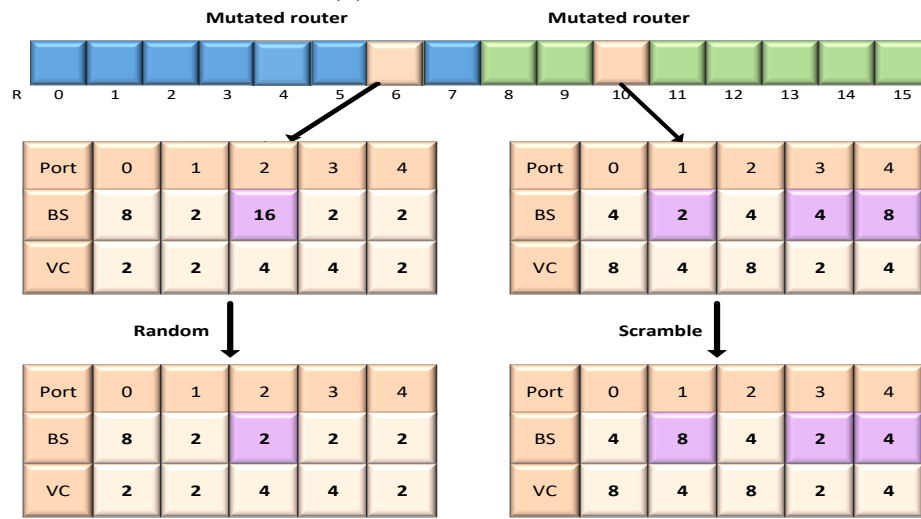 Mutated router Mutated router
R 0 1 2 3 4 5 6 7 8 9 10 11 12 13 14 15
Port 0 1 2 3 4
BS 8 2 16 2 2
VC 2 2 4 4 2
Port 0 1 2 3 4
BS 4 2 4 4 8
VC 8 4 8 2 4
Random
Scramble
Port 0 1 2 3 4
BS 8 2 2 2 2
VC 2 2 4 4 2
Port 0 1 2 3 4
BS 4 8 4 2 4
VC 8 4 8 2 4